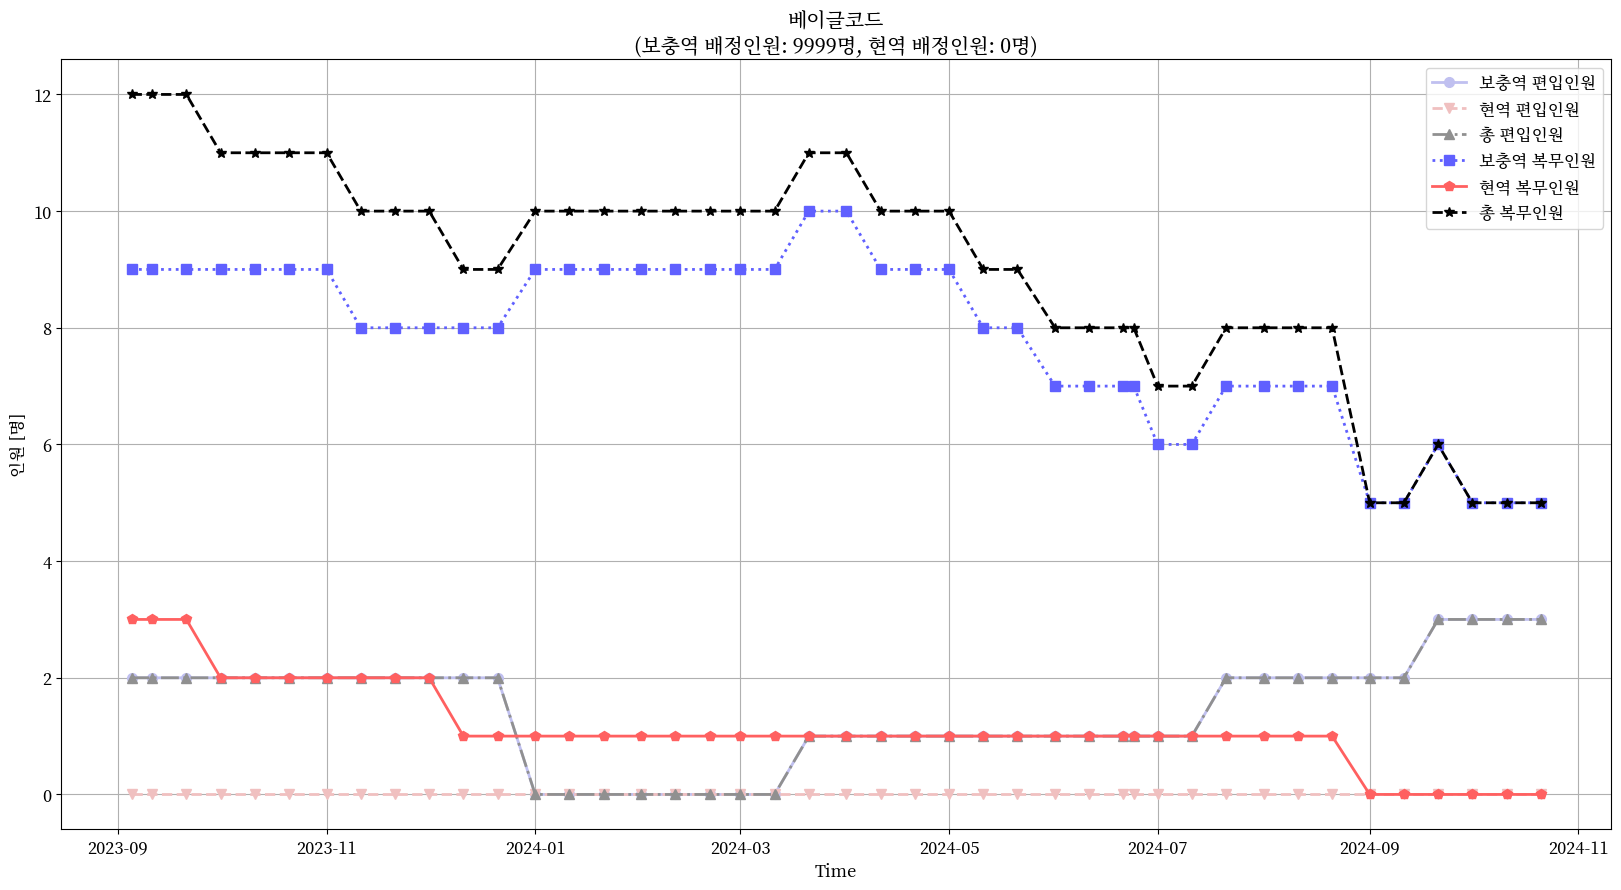 베이글코드
(보충역 배정인원: 9999명, 현역 배정인원: 0명)
보충역 편입인원
현역 편입인원
총 편입인원
보충역 복무인원
현역 복무인원
총 복무인원
인원 [명]
12
10
8
6
4
2
0
2023-09
2023-11
2024-01
2024-03
2024-05
2024-07
2024-09
2024-11
Time